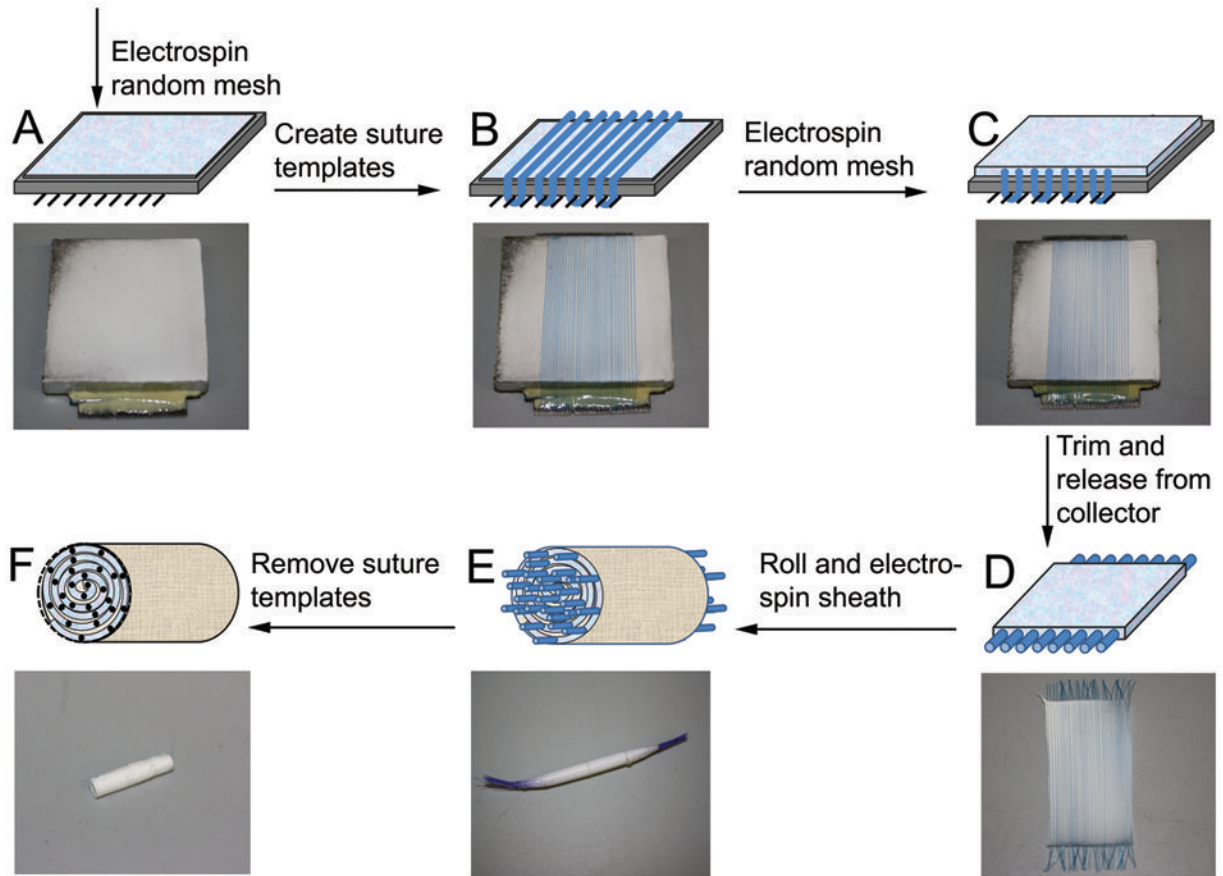 Electrospin
random mesh
A
Create suture
templates
B
Electrospin
random mesh
C
Trim and
release from
collector
D
Roll and electro-
spin sheath
E
Remove suture
templates
F